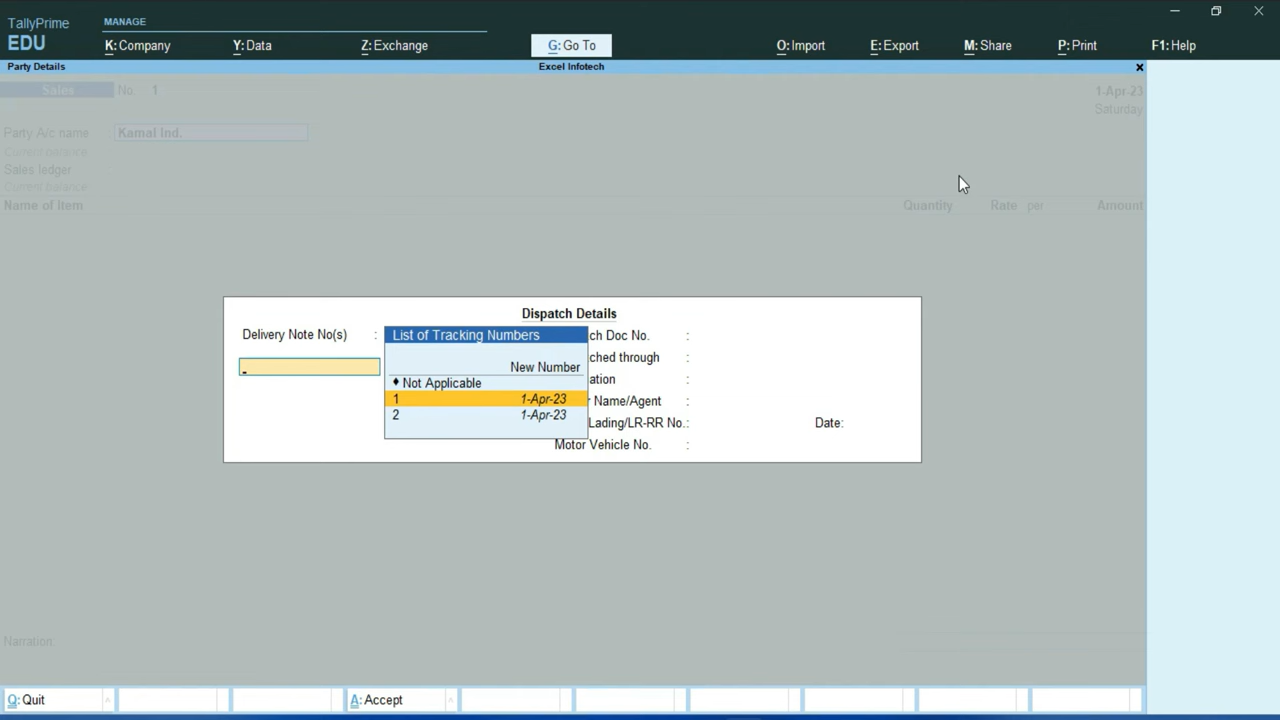 TallyPrime
EDU
MANAGE
K: Company
Y: Data
Z: Exchange
G: Go To
O: Import
E: Export
M: Share
P: Print
F1: Help
Party Details
Excel Infotech
Sales
No. 1
1-Apr-23
Saturday
Party A/c name
Kamal Ind.
Current balance
Sales ledger
Current balance
Name of Item
Quantity
Rate per
Amount
Dispatch Details
Delivery Note No(s) :
List of Tracking Numbers
New Number
♦ Not Applicable
1 1-Apr-23
2 1-Apr-23
ch Doc No. :
ched through :
ation :
r Name/Agent :
Lading/LR-RR No. :
Date:
Motor Vehicle No. :
Narration:
Q: Quit
A: Accept